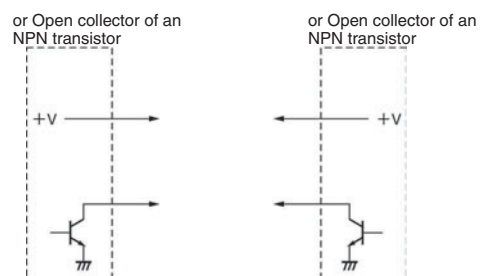 or Open collector of an
NPN transistor
+V
or Open collector of an
NPN transistor
+V